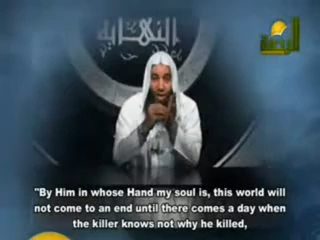 النهاية
الرحمة
"By Him in whose Hand my soul is, this world will
not come to an end until there comes a day when
the killer knows not why he killed,